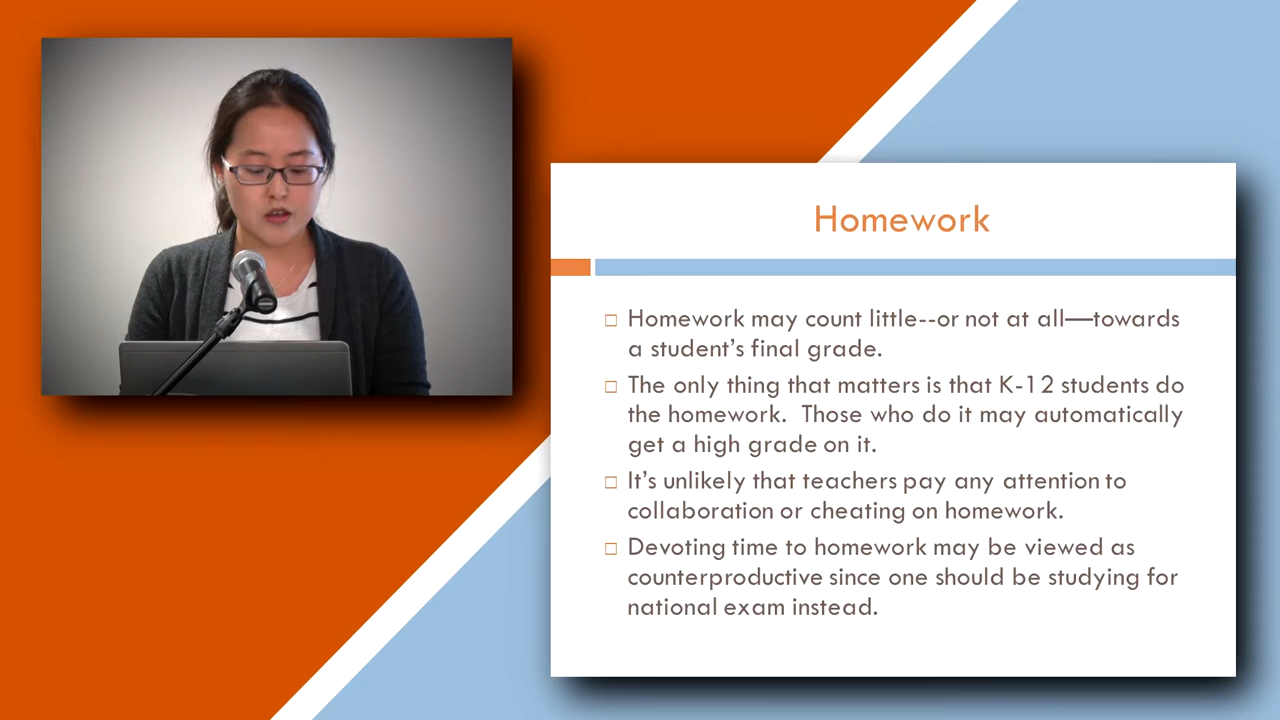 Homework
Homework may count little--or not at all—towards
a student’s final grade.
The only thing that matters is that K-12 students do
the homework.  Those who do it may automatically
get a high grade on it.
It’s unlikely that teachers pay any attention to
collaboration or cheating on homework.
Devoting time to homework may be viewed as
counterproductive since one should be studying for
national exam instead.